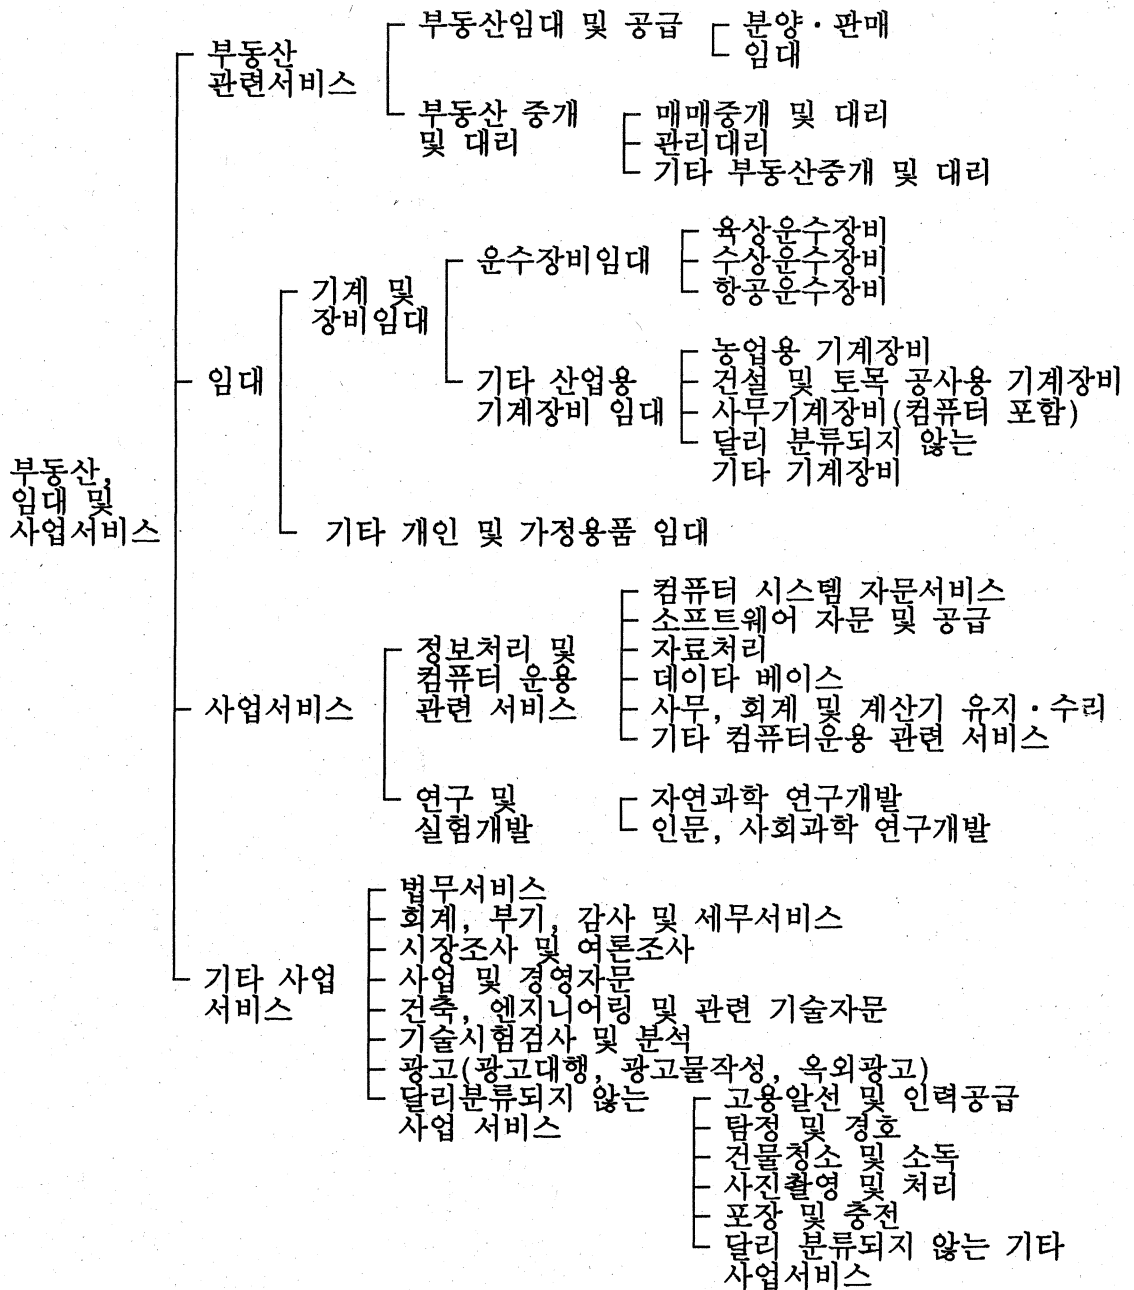 부동산,
임대 및
사업서비스
부동산
관련서비스
부동산임대 및 공급
분양·판매
임대
부동산 중개
및 대리
매매중개 및 대리
관리대리
기타 부동산중개 및 대리
임대
기계 및
장비임대
운수장비임대
육상운수장비
수상운수장비
항공운수장비
기타 산업용
기계장비 임대
농업용 기계장비
건설 및 토목 공사용 기계장비
사무기계장비(컴퓨터 포함)
달리 분류되지 않는
기타 기계장비
기타 개인 및 가정용품 임대
사업서비스
정보처리 및
컴퓨터 운용
관련 서비스
컴퓨터 시스템 자문서비스
소프트웨어 자문 및 공급
자료처리
데이타 베이스
사무, 회계 및 계산기 유지·수리
기타 컴퓨터운용 관련 서비스
연구 및
실험개발
자연과학 연구개발
인문, 사회과학 연구개발
기타 사업
서비스
법무서비스
회계, 부기, 감사 및 세무서비스
시장조사 및 여론조사
사업 및 경영자문
건축, 엔지니어링 및 관련 기술자문
기술시험검사 및 분석
광고(광고대행, 광고물작성, 옥외광고)
달리분류되지 않는
사업 서비스
고용알선 및 인력공급
탐정 및 경호
건물청소 및 소독
사진촬영 및 처리
포장 및 충전
달리 분류되지 않는 기타
사업서비스